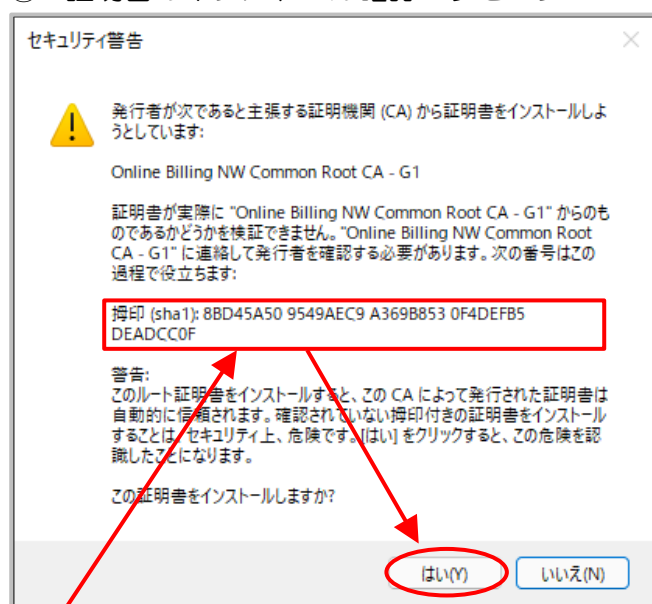 セキュリティ警告
発行者が次であると主張する証明機関 (CA) から証明書をインストールしよ
うとしています:
Online Billing NW Common Root CA - G1
証明書が実際に "Online Billing NW Common Root CA - G1" からのも
のであるかどうかを検証できません。"Online Billing NW Common Root
CA - G1" に連絡して発行者を確認する必要があります。次の番号はこの
過程で役立ちます:
拇印 (sha1): 8BD45A50 9549AEC9 A369B853 0F4DEFB5
DEADCC0F
警告:
このルート証明書をインストールすると、この CA によって発行された証明書は
自動的に信頼されます。確認されていない拇印付きの証明書をインストール
することは、セキュリティ上、危険です。[はい] をクリックすると、この危険を認
識したことになります。
この証明書をインストールしますか?
はい(Y)
いいえ(N)